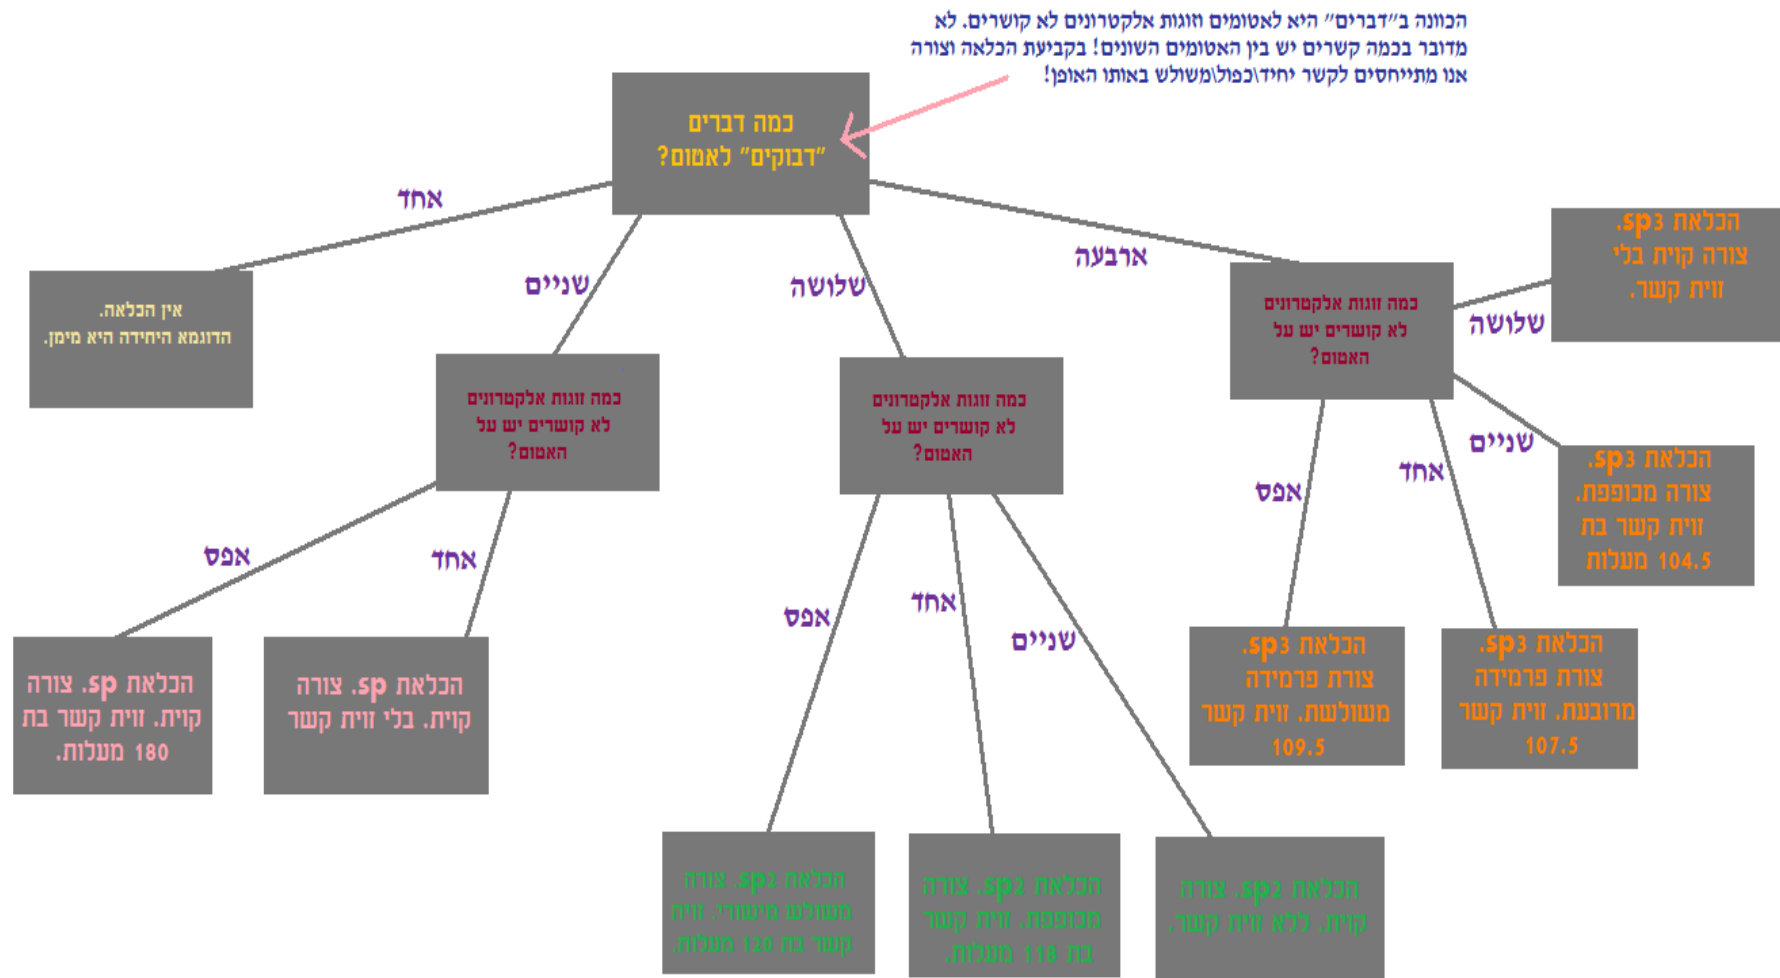 הכוונה ב"דברים" היא לאטומים וזוגות אלקטרונים לא קושרים. לא
מדובר בכמה קשרים יש בין האטומים השונים! בקביעת הכלאה וצורה
אנו מתייחסים לקשר יחיד\כפול\משולש באותו האופן!
כמה דברים
"דבוקים" לאטום?
אחד
שניים
שלושה
ארבעה
אין הכלאה.
הדוגמא היחידה היא מימן.
כמה זוגות אלקטרונים
לא קושרים יש על
האטום?
כמה זוגות אלקטרונים
לא קושרים יש על
האטום?
כמה זוגות אלקטרונים
לא קושרים יש על
האטום?
שלושה
הכלאת sp3.
צורה קוית בלי
זוית קשר.
שניים
הכלאת sp3.
צורה מכופפת.
זוית קשר בת
104.5 מעלות
אחד
הכלאת sp3.
צורת פרמידה
מרובעת. זוית קשר
107.5
אפס
הכלאת sp3.
צורת פרמידה
משולשת. זוית קשר
109.5
שניים
הכלאת sp2. צורה
קוית. ללא זוית קשר.
אחד
הכלאת sp2. צורה
מכופפת. זוית קשר
בת 118 מעלות.
אפס
הכלאת sp2. צורה
משולש מישורי. זוית
קשר בת 120 מעלות.
אחד
הכלאת sp. צורה
קוית. בלי זוית קשר
אפס
הכלאת sp. צורה
קוית. זוית קשר בת
180 מעלות.